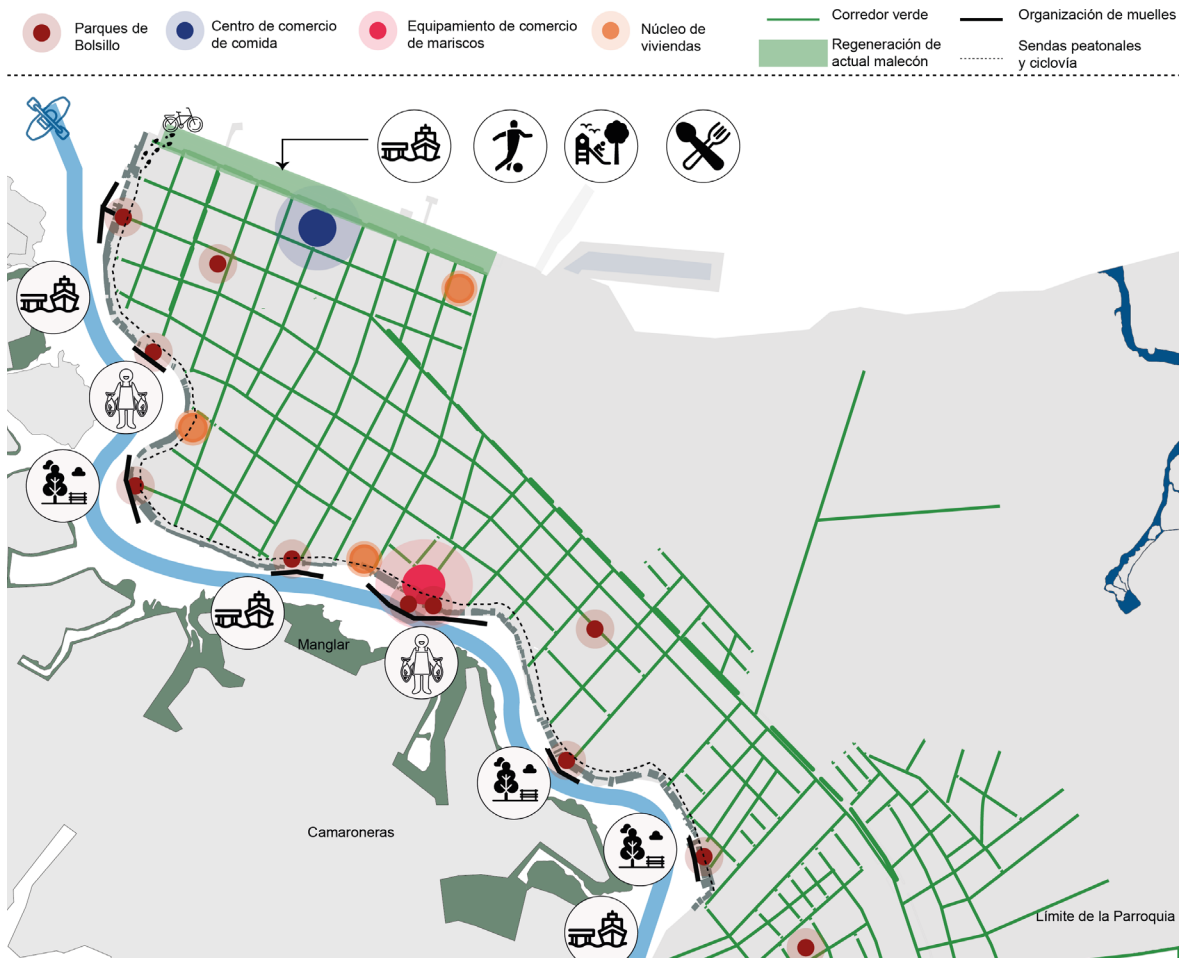 Parques de
Bolsillo
Centro de comercio
de comida
Equipamiento de comercio
de mariscos
Núcleo de
viviendas
Corredor verde
Regeneración de
actual malecón
Organización de muelles
Sendas peatonales
y ciclovía
Manglar
Camaroneras
Límite de la Parroquia